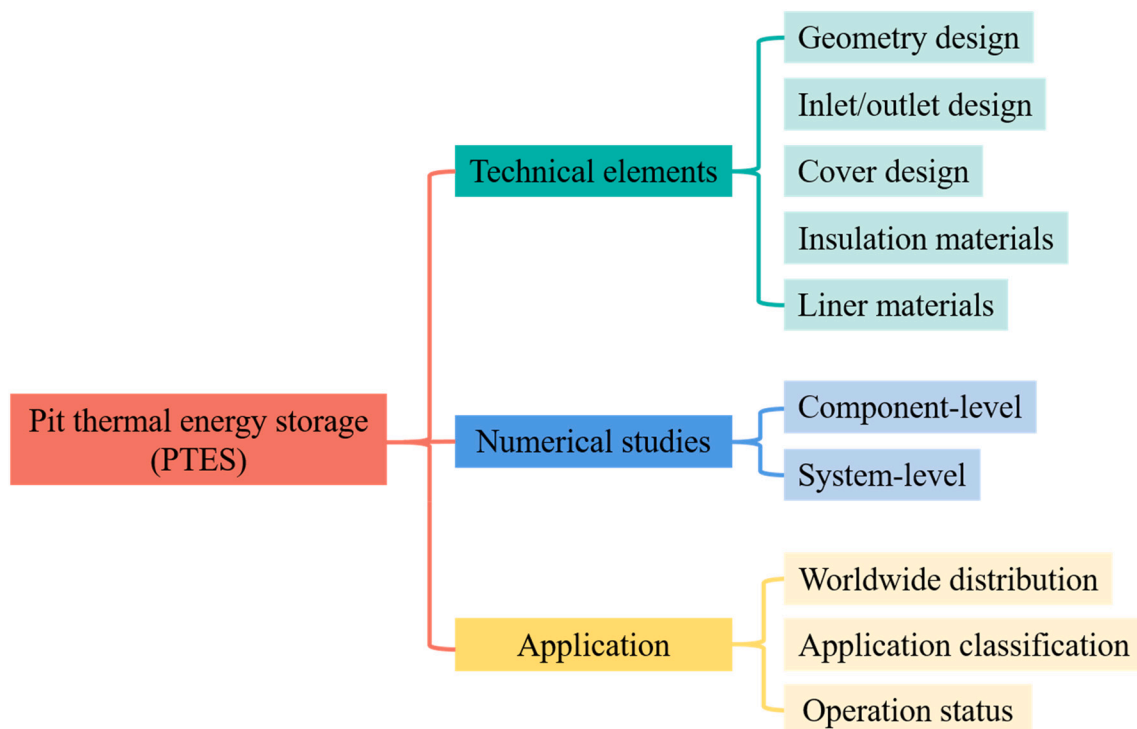 Pit thermal energy storage
(PTES)
Technical elements
Geometry design
Inlet/outlet design
Cover design
Insulation materials
Liner materials
Numerical studies
Component-level
System-level
Application
Worldwide distribution
Application classification
Operation status